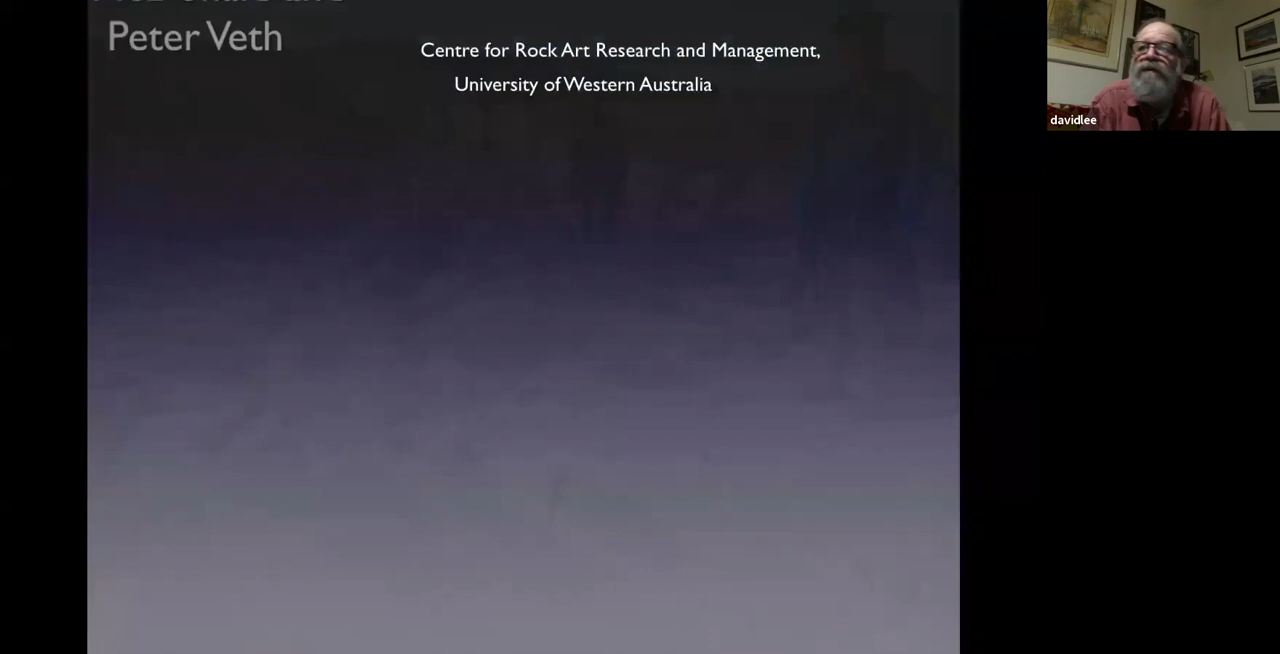 Peter Veth
Centre for Rock Art Research and Management,
University of Western Australia
davidlee